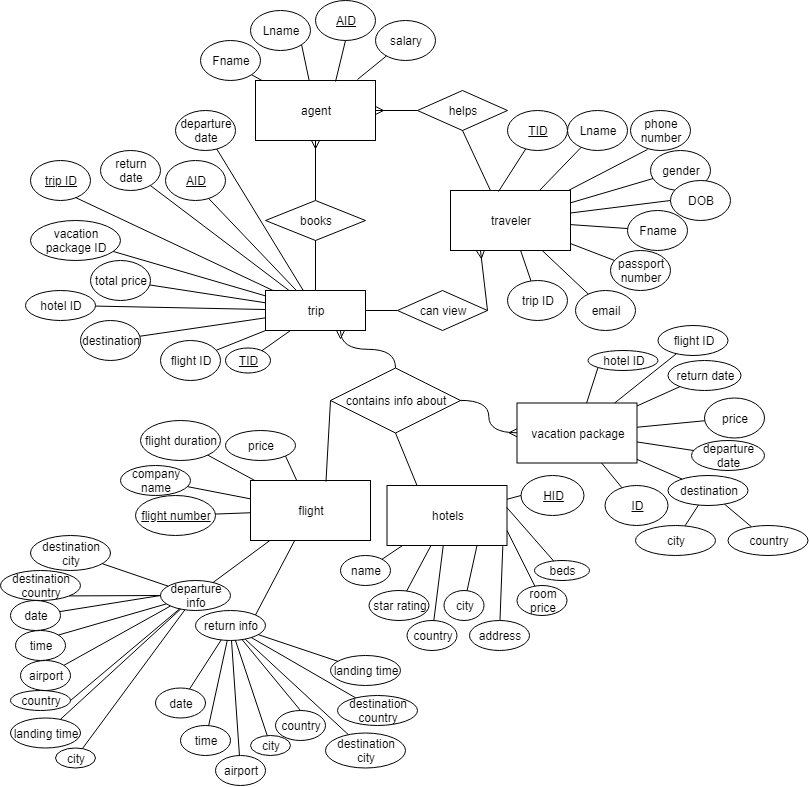 AID
Lname
salary
Fname
agent
helps
departure
date
TID
Lname
phone
number
return
date
gender
trip ID
AID
DOB
books
traveler
Fname
vacation
package ID
passport
number
total price
trip ID
email
hotel ID
trip
can view
destination
flight ID
TID
hotel ID
flight ID
return date
contains info about
price
vacation package
flight duration
price
departure
date
company
name
destination
flight number
flight
hotels
HID
ID
city
country
destination
city
name
beds
destination
country
departure
info
star rating
city
room
price
date
return info
country
address
time
airport
landing time
country
date
destination
country
landing time
time
country
city
destination
city
city
airport